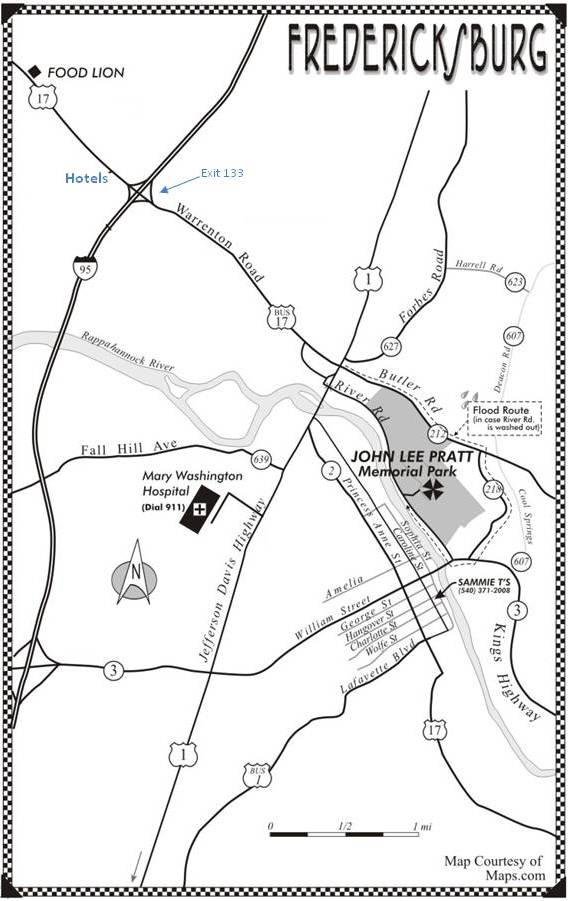 FREDERICKSBURG
FOOD LION
17
Hotels
Exit 133
Warrenton Road
95
1
Forbes Road
Harrell Rd
623
BUS
17
627
607
Deacon Rd
Rappahannock River
River Rd
Butler Rd
Flood Route
(in case River Rd.
is washed out)
212
Fall Hill Ave
639
2
JOHN LEE PRATT
Memorial Park
Mary Washington
Hospital
(Dial 911)
218
Cool Springs
Princess Anne St
Sophia St
Caroline St
Jefferson Davis Highway
607
N
Amelia
SAMMIE T'S
(540) 371-2008
William Street
George St
Hangover St
Charlotte St
Wolfe St
3
3
Kings Highway
Lafayette Blvd
17
1
BUS
1
0
1/2
1 mi
Map Courtesy of
Maps.com